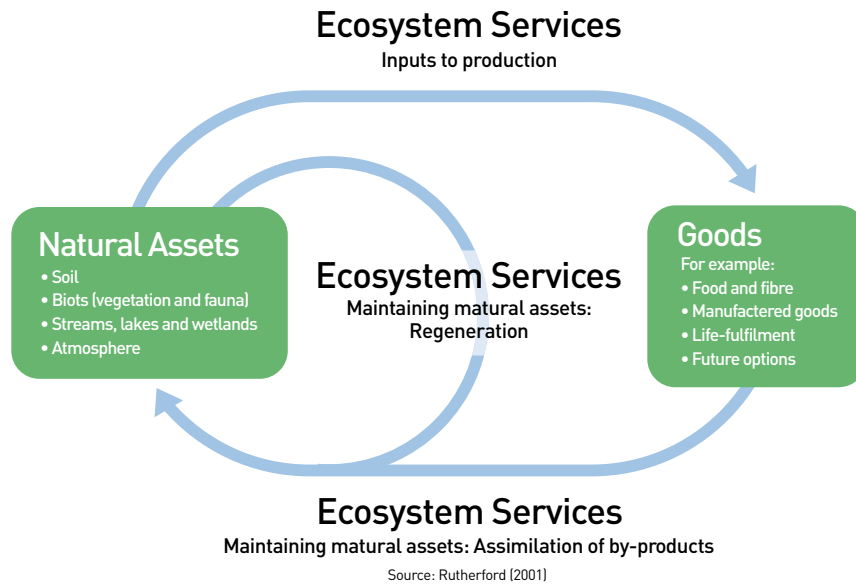 Ecosystem Services
Inputs to production
Natural Assets
• Soil
• Biots (vegetation and fauna)
• Streams, lakes and wetlands
• Atmosphere
Ecosystem Services
Maintaining matural assets:
Regeneration
Goods
For example:
• Food and fibre
• Manufactered goods
• Life-fulfilment
• Future options
Ecosystem Services
Maintaining matural assets: Assimilation of by-products
Source: Rutherford (2001)